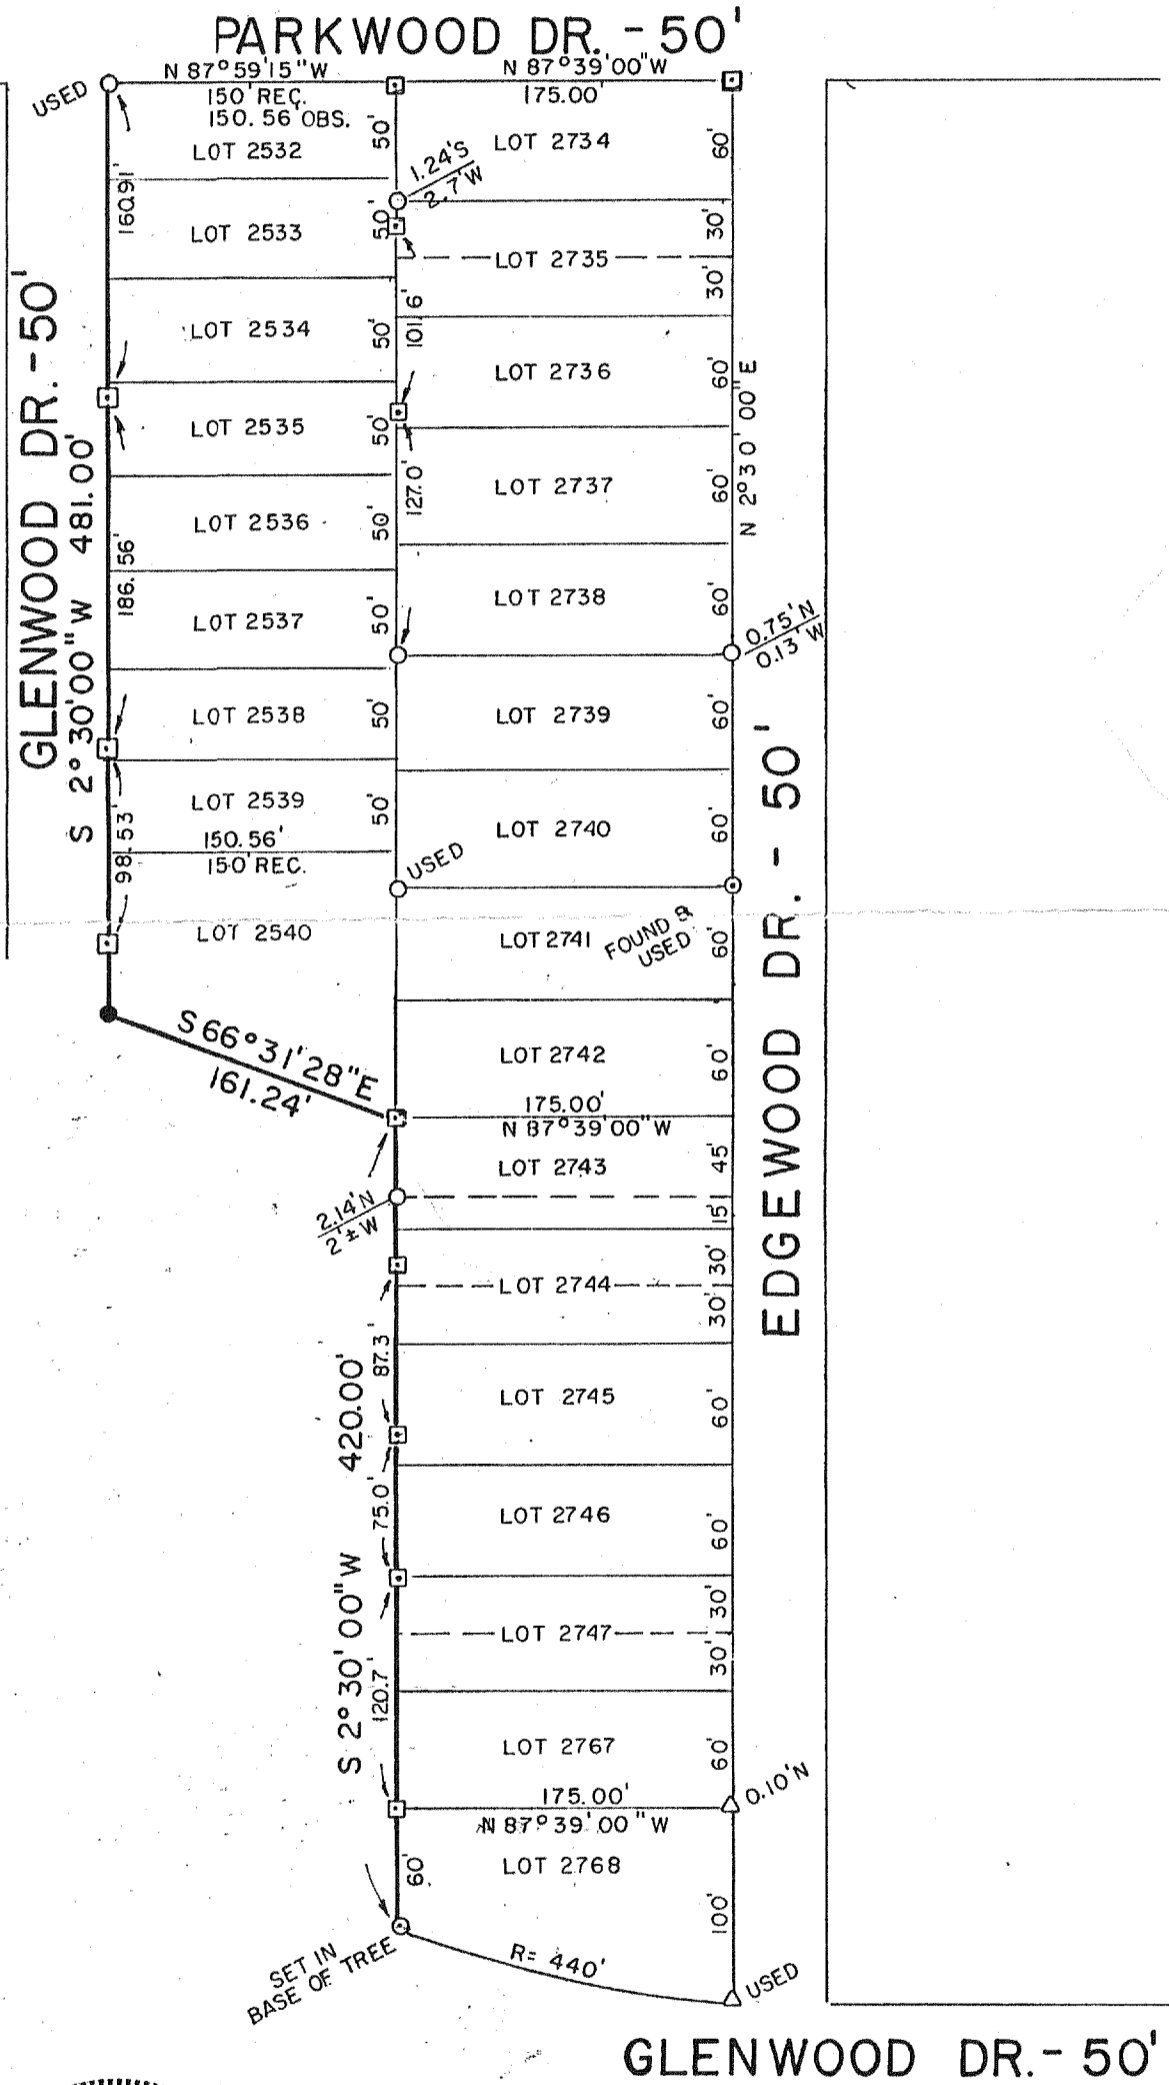 PARKWOOD DR. - 50'
N 87°59'15"W
N 87°39'00"W
USED
150' REC.
175.00'
150.56' OBS.
50'
60'
LOT 2532
LOT 2734
1.24'S
2.7'W
160.91'
LOT 2533
50'
30'
LOT 2735
30'
GLENWOOD DR.-50'
S 2° 30'00"W 481.00'
LOT 2534
50'
101.6'
LOT 2736
60'
N 2°30'00"E
LOT 2535
50'
127.0'
LOT 2737
60'
LOT 2536
50'
186.56'
LOT 2738
60'
LOT 2537
50'
0.75'N
0.13'W
LOT 2538
50'
LOT 2739
60'
EDGEWOOD DR. - 50'
LOT 2539
50'
98.53'
150.56'
150' REC.
LOT 2740
60'
USED
LOT 2540
LOT 2741
FOUND &
USED
60'
S 66°31'28"E
161.24'
LOT 2742
60'
175.00'
N 87°39'00"W
LOT 2743
45'
15'
2.14'N
2'±W
LOT 2744
30'
30'
S 2° 30' 00"W 420.00'
87.3'
LOT 2745
60'
75.0'
LOT 2746
60'
LOT 2747
30'
30'
120.7'
LOT 2767
60'
175.00'
N 87°39'00"W
0.10'N
LOT 2768
60'
100'
SET IN
BASE OF TREE
R= 440'
USED
GLENWOOD DR.- 50'